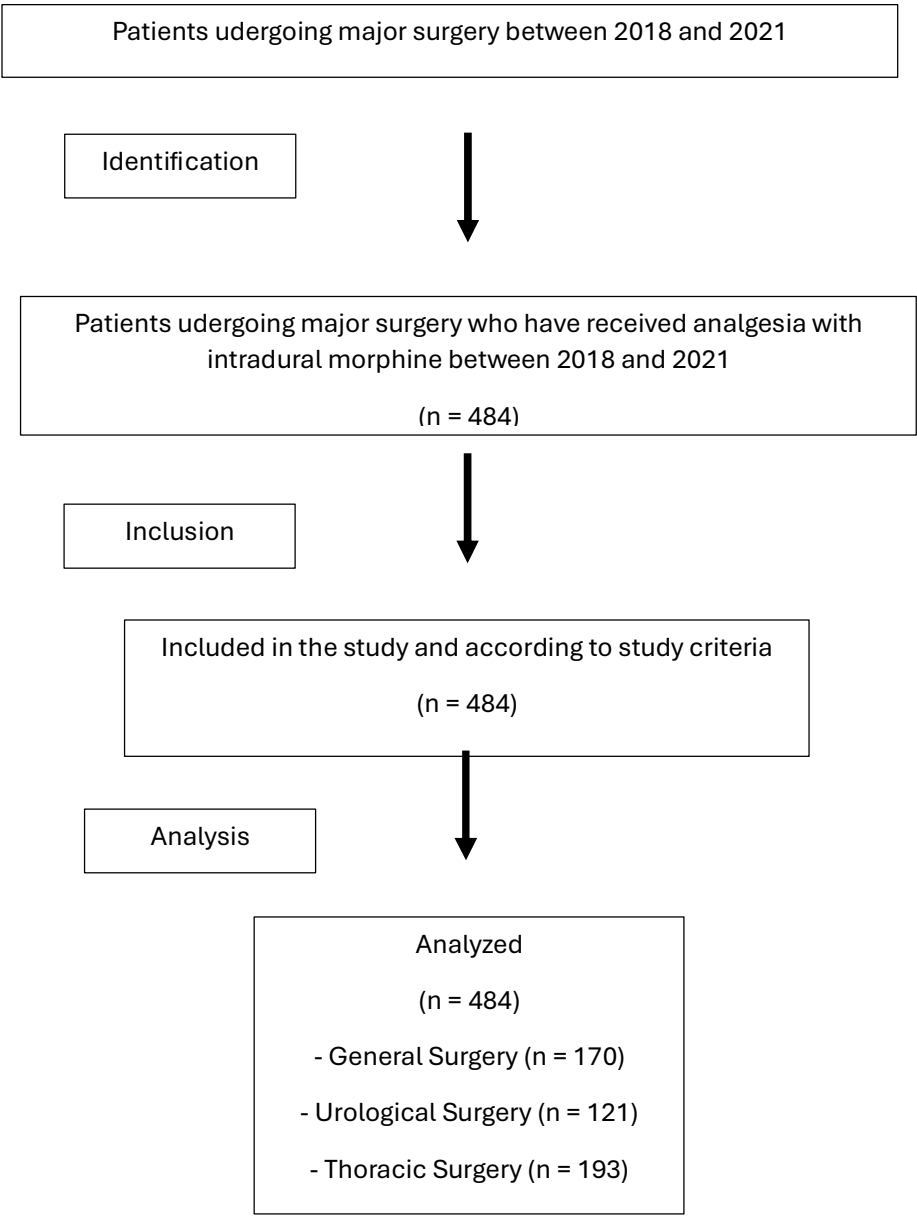 Patients udergoing major surgery between 2018 and 2021
Identification
Patients udergoing major surgery who have received analgesia with
intradural morphine between 2018 and 2021
(n = 484)
Inclusion
Included in the study and according to study criteria
(n = 484)
Analysis
Analyzed
(n = 484)
- General Surgery (n = 170)
- Urological Surgery (n = 121)
- Thoracic Surgery (n = 193)